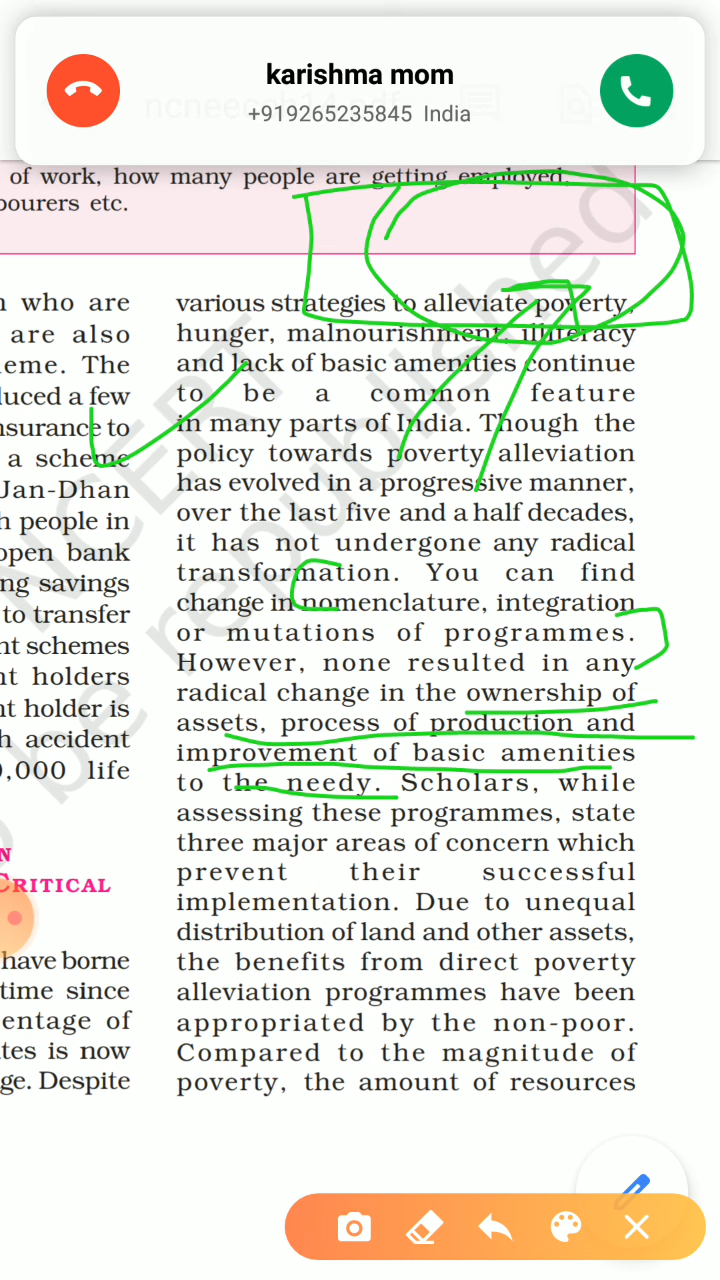 karishma mom
+919265235845 India
of work, how many people are getting employed,
bourers etc.
who are
are also
eme. The
duced a few
nsurance to
a scheme
Jan-Dhan
h people in
open bank
ng savings
to transfer
nt schemes
nt holders
nt holder is
h accident
0,000 life
N
CRITICAL
have borne
time since
entage of
tes is now
ge. Despite
various strategies to alleviate poverty,
hunger, malnourishment, illiteracy
and lack of basic amenities continue
to be a common feature
in many parts of India. Though the
policy towards poverty alleviation
has evolved in a progressive manner,
over the last five and a half decades,
it has not undergone any radical
transformation. You can find
change in nomenclature, integration
or mutations of programmes.
However, none resulted in any
radical change in the ownership of
assets, process of production and
improvement of basic amenities
to the needy. Scholars, while
assessing these programmes, state
three major areas of concern which
prevent their successful
implementation. Due to unequal
distribution of land and other assets,
the benefits from direct poverty
alleviation programmes have been
appropriated by the non-poor.
Compared to the magnitude of
poverty, the amount of resources
NCERT
be republished